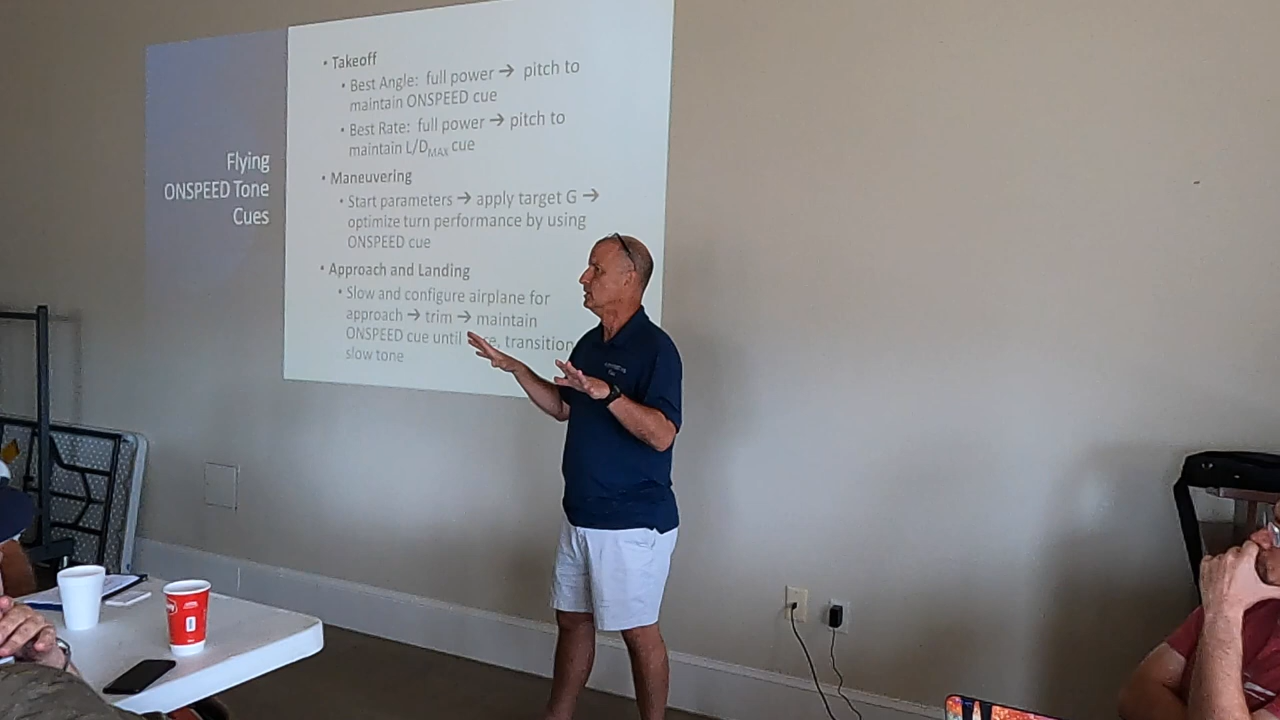 Flying
ONSPEED Tone
Cues
• Takeoff
• Best Angle: full power → pitch to
maintain ONSPEED cue
• Best Rate: full power → pitch to
maintain L/DMAX cue
• Maneuvering
• Start parameters → apply target G →
optimize turn performance by using
ONSPEED cue
• Approach and Landing
• Slow and configure airplane for
approach → trim → maintain
ONSPEED cue until transition
slow tone